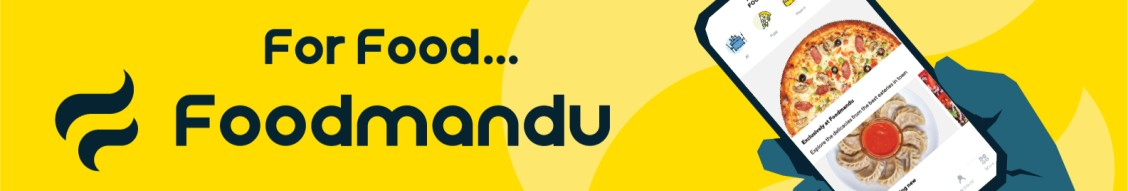 For Food...
Foodmandu
Exclusively at Foodmandu
Explore the delicacies from the best eateries in town